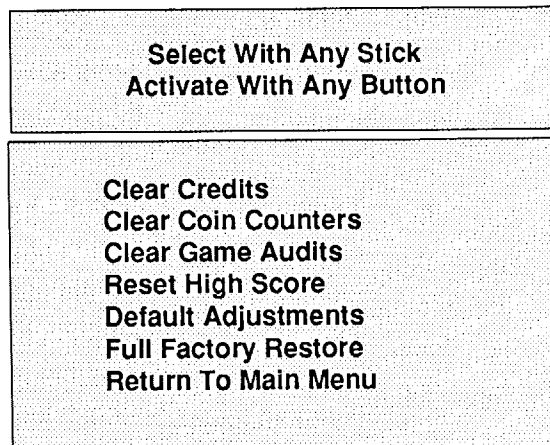 Select With Any Stick
Activate With Any Button
Clear Credits
Clear Coin Counters
Clear Game Audits
Reset High Score
Default Adjustments
Full Factory Restore
Return To Main Menu